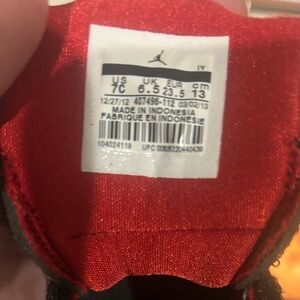 IY
US UK EUR cm
7C 6.5 23.5 13
12/27/12 407496-112 03/02/13
MADE IN INDONESIA
FABRIQUE EN INDONESIE
104024119